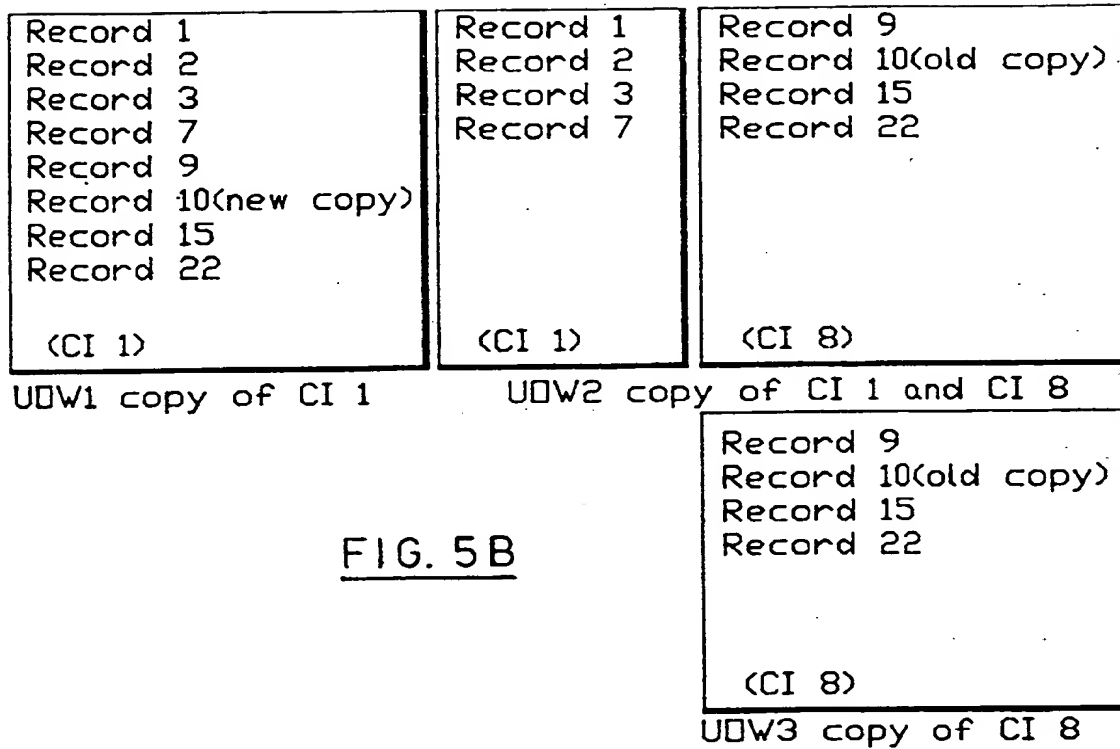 Record 1
Record 2
Record 3
Record 7
Record 9
Record 10(new copy)
Record 15
Record 22
(CI 1)
UOW1 copy of CI 1
Record 1
Record 2
Record 3
Record 7
(CI 1)
Record 9
Record 10(old copy)
Record 15
Record 22
(CI 8)
UOW2 copy of CI 1 and CI 8
Record 9
Record 10(old copy)
Record 15
Record 22
(CI 8)
UOW3 copy of CI 8
FIG. 5B